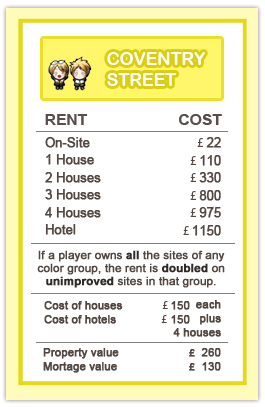 COVENTRY
STREET
RENT COST
On-Site £ 22
1 House £ 110
2 Houses £ 330
3 Houses £ 800
4 Houses £ 975
Hotel £ 1150
If a player owns all the sites of any
color group, the rent is doubled on
unimproved sites in that group.
Cost of houses £ 150 each
Cost of hotels £ 150 plus
4 houses
Property value £ 260
Mortage value £ 130